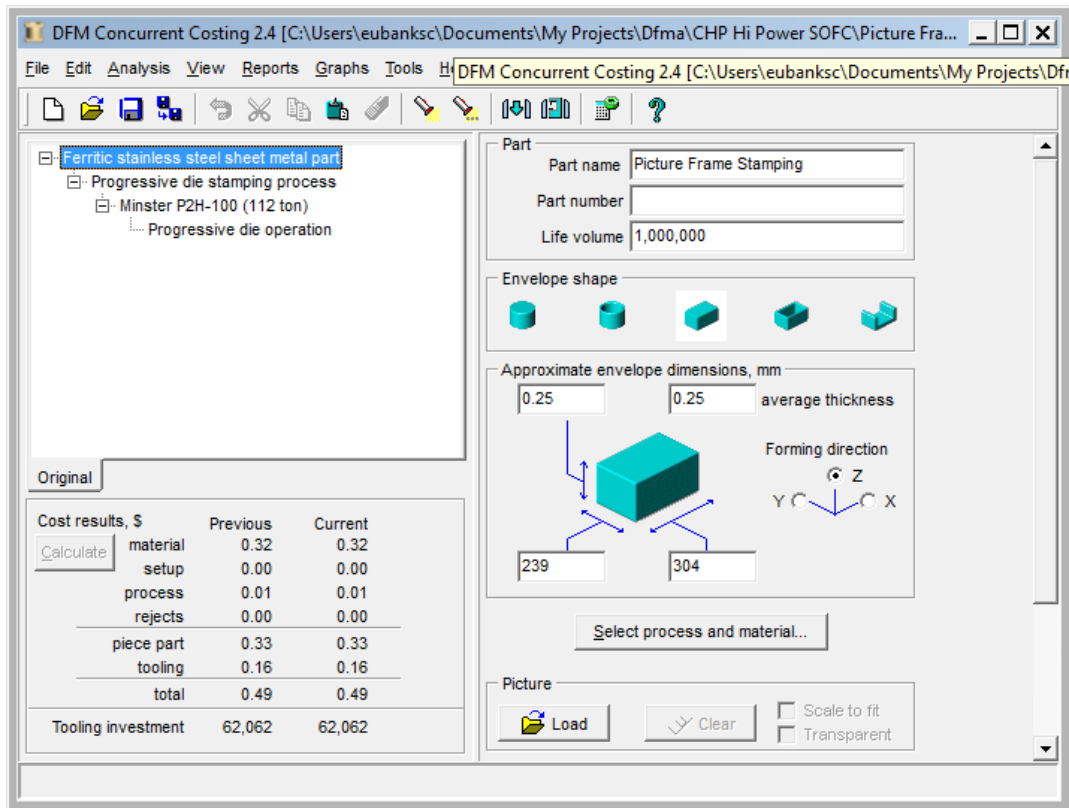 DFM Concurrent Costing 2.4 [C:\Users\eubanksc\Documents\My Projects\Dfma\CHP Hi Power SOFC\Picture Fra...
File Edit Analysis View Reports Graphs Tools He
DFM Concurrent Costing 2.4 [C:\Users\eubanksc\Documents\My Projects\Dfm
Ferritic stainless steel sheet metal part
Progressive die stamping process
Minster P2H-100 (112 ton)
Progressive die operation
Original
Cost results, $ Previous Current
Calculate
material 0.32 0.32
setup 0.00 0.00
process 0.01 0.01
rejects 0.00 0.00
piece part 0.33 0.33
tooling 0.16 0.16
total 0.49 0.49
Tooling investment 62,062 62,062
Part
Part name Picture Frame Stamping
Part number
Life volume 1,000,000
Envelope shape
Approximate envelope dimensions, mm
0.25 0.25 average thickness
Forming direction
Z
Y X
239 304
Select process and material...
Picture
Load Clear Scale to fit
Transparent